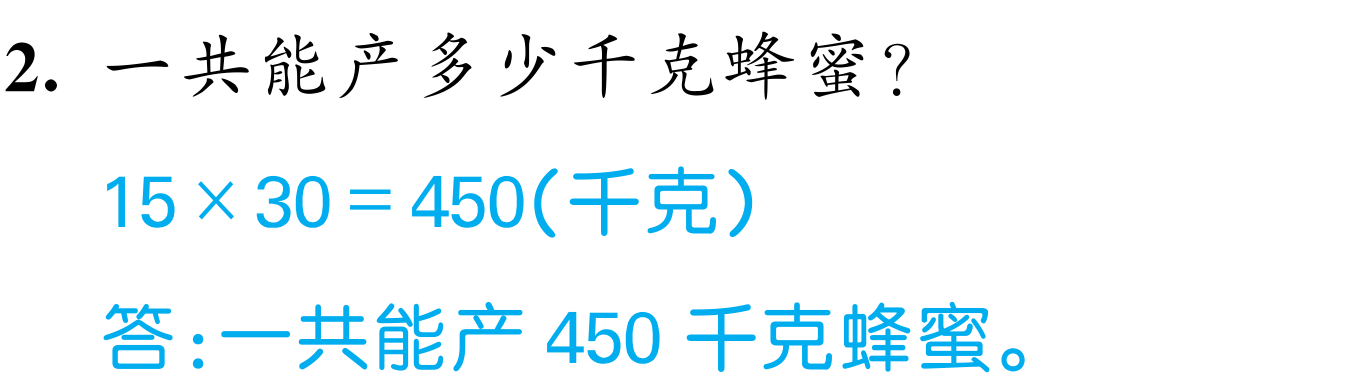 2. 一共能产多少千克蜂蜜?
15 × 30 = 450(千克)
答:一共能产 450 千克蜂蜜。